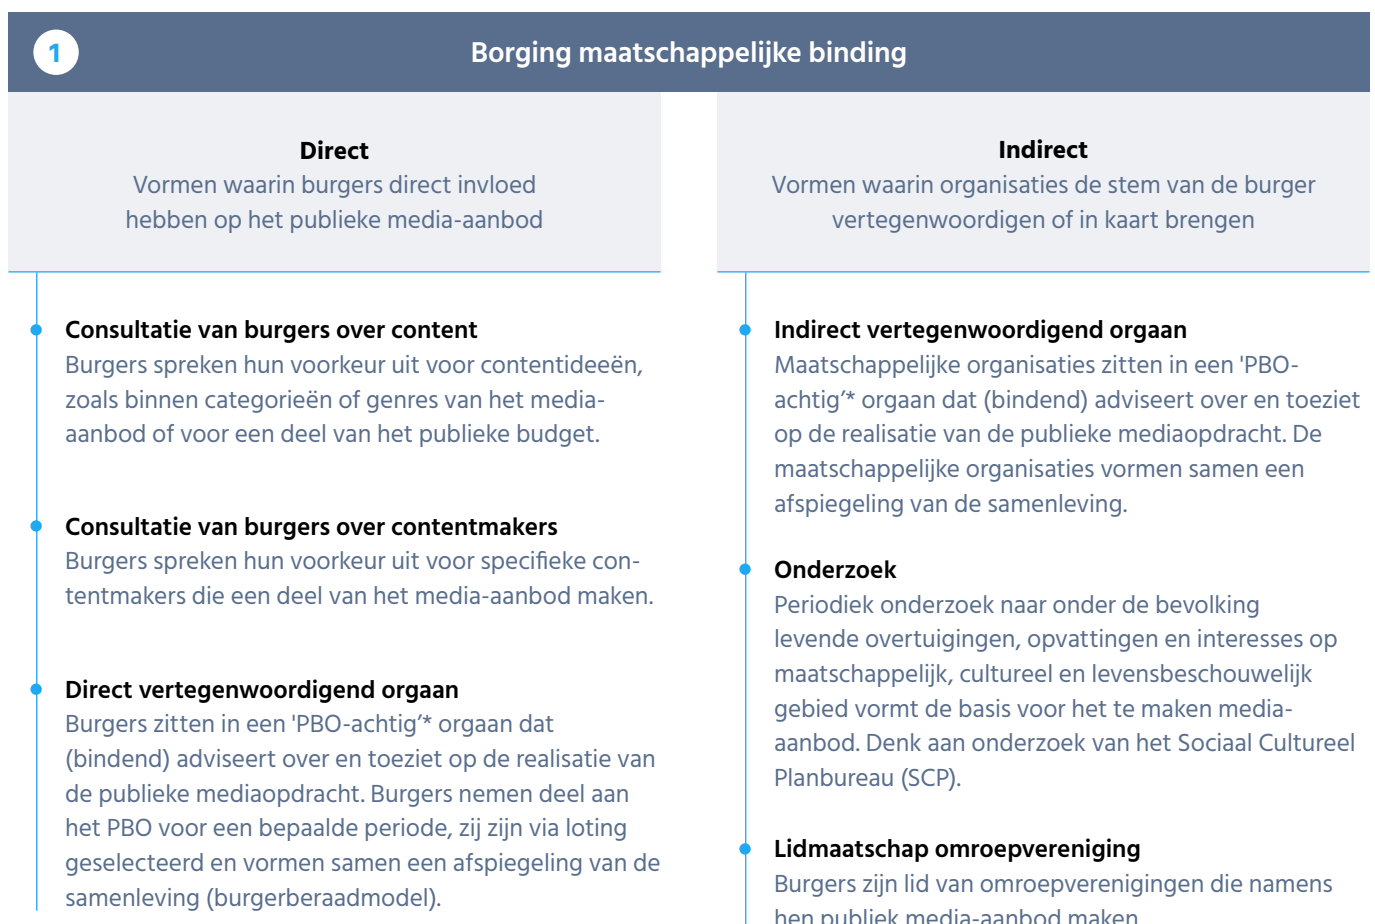 1
Borging maatschappelijke binding
Direct
Vormen waarin burgers direct invloed
hebben op het publieke media-aanbod
Consultatie van burgers over content
Burgers spreken hun voorkeur uit voor contentideeën,
zoals binnen categorieën of genres van het media-
aanbod of voor een deel van het publieke budget.
Consultatie van burgers over contentmakers
Burgers spreken hun voorkeur uit voor specifieke con-
tentmakers die een deel van het media-aanbod maken.
Direct vertegenwoordigend orgaan
Burgers zitten in een 'PBO-achtig’* orgaan dat
(bindend) adviseert over en toeziet op de realisatie van
de publieke mediaopdracht. Burgers nemen deel aan
het PBO voor een bepaalde periode, zij zijn via loting
geselecteerd en vormen samen een afspiegeling van de
samenleving (burgerberaadmodel).
Indirect
Vormen waarin organisaties de stem van de burger
vertegenwoordigen of in kaart brengen
Indirect vertegenwoordigend orgaan
Maatschappelijke organisaties zitten in een 'PBO-
achtig’* orgaan dat (bindend) adviseert over en toeziet
op de realisatie van de publieke mediaopdracht. De
maatschappelijke organisaties vormen samen een
afspiegeling van de samenleving.
Onderzoek
Periodiek onderzoek naar onder de bevolking
levende overtuigingen, opvattingen en interesses op
maatschappelijk, cultureel en levensbeschouwelijk
gebied vormt de basis voor het te maken media-
aanbod. Denk aan onderzoek van het Sociaal Cultureel
Planbureau (SCP).
Lidmaatschap omroepvereniging
Burgers zijn lid van omroepverenigingen die namens
hen publiek media-aanbod maken